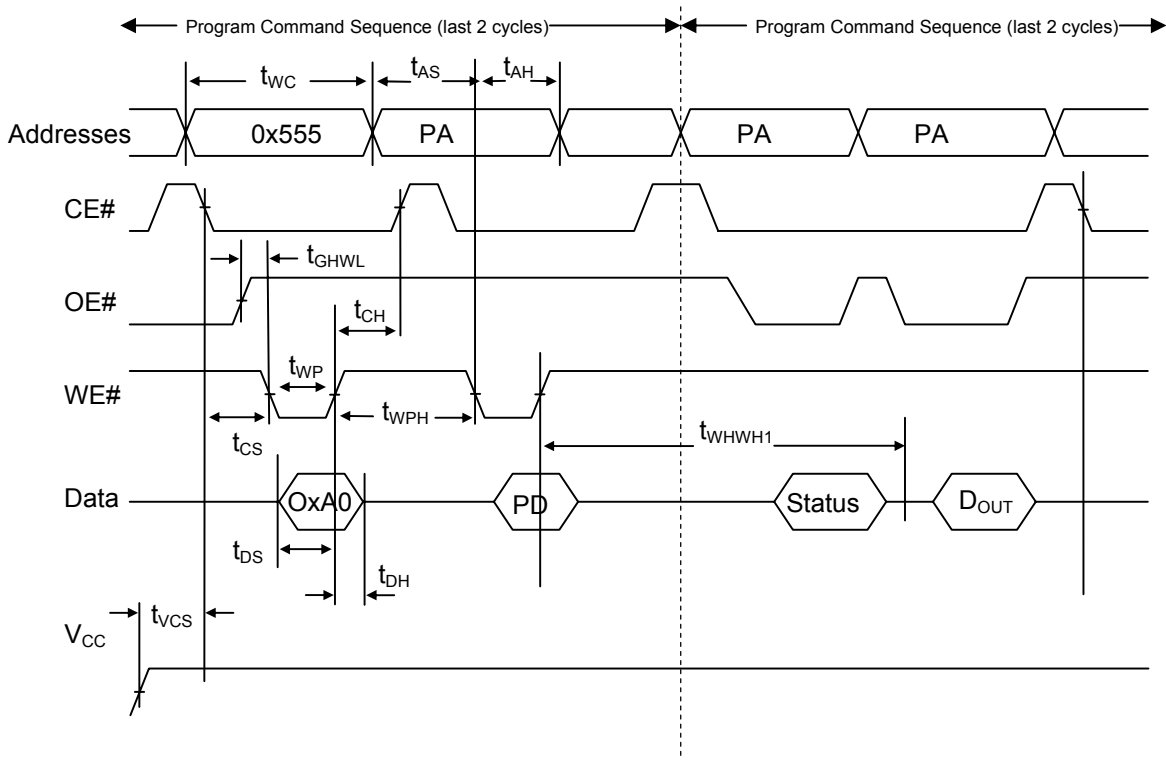 Program Command Sequence (last 2 cycles) Program Command Sequence (last 2 cycles)
tWC tAS tAH
Addresses 0x555 PA PA PA
CE#
tGHWL
OE#
tCH
tWP
WE#
tWPH
tCS tWHWH1
Data OxA0 PD Status DOUT
tDS
tDH
tVCS
VCC